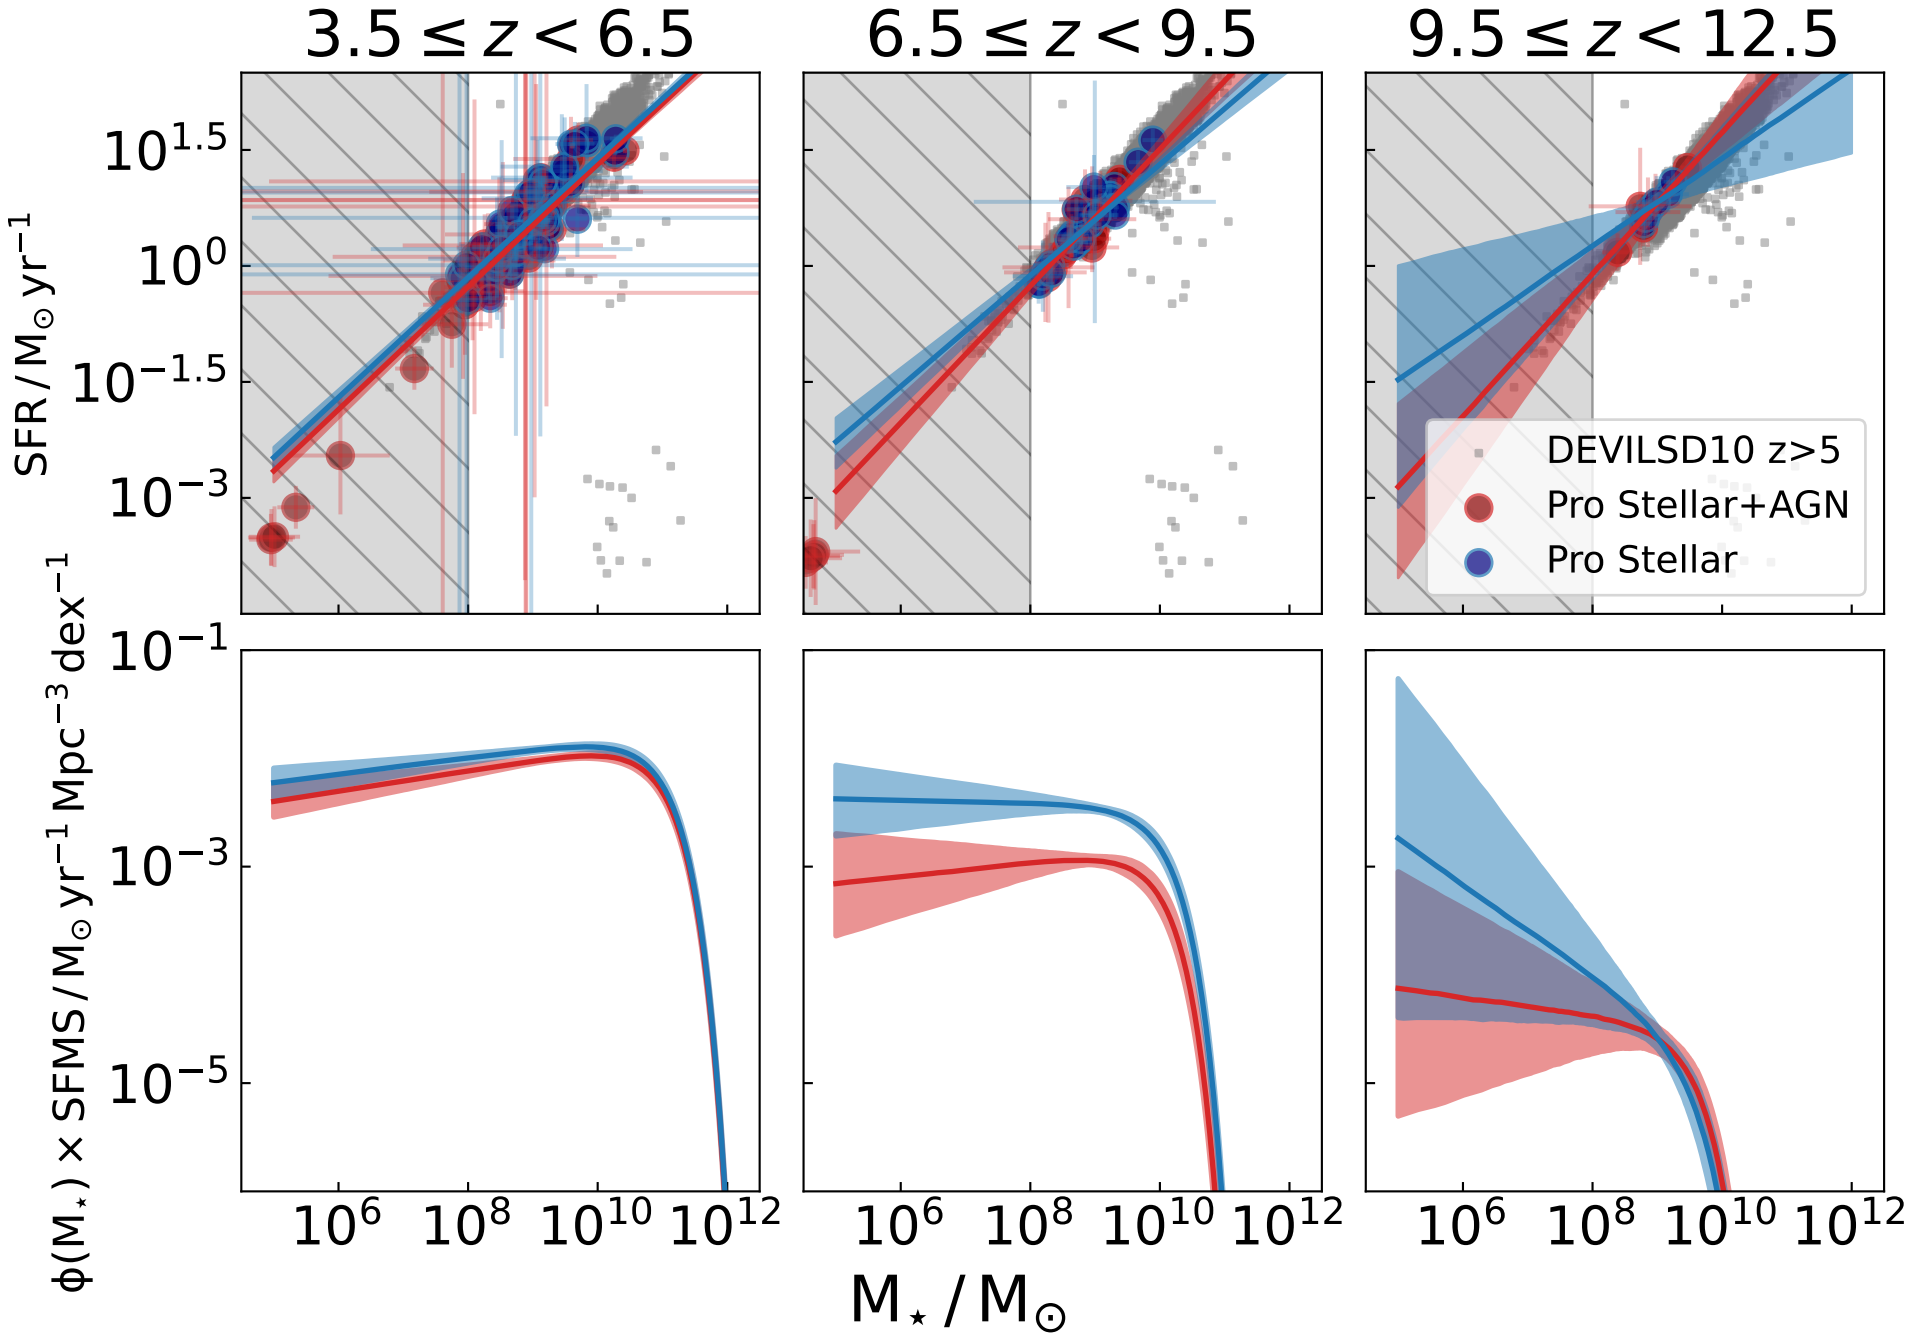 3.5 ≤ z < 6.5
6.5 ≤ z < 9.5
9.5 ≤ z < 12.5
SFR / M⊙ yr⁻¹
10^1.5
10^0
10^−1.5
10^−3
DEVILSD10 z>5
Pro Stellar+AGN
Pro Stellar
ϕ(M⋆) × SFMS / M⊙ yr⁻¹ Mpc⁻³ dex⁻¹
10^−1
10^−3
10^−5
10^6 10^8 10^10 10^12
10^6 10^8 10^10 10^12
10^6 10^8 10^10 10^12
M⋆ / M⊙